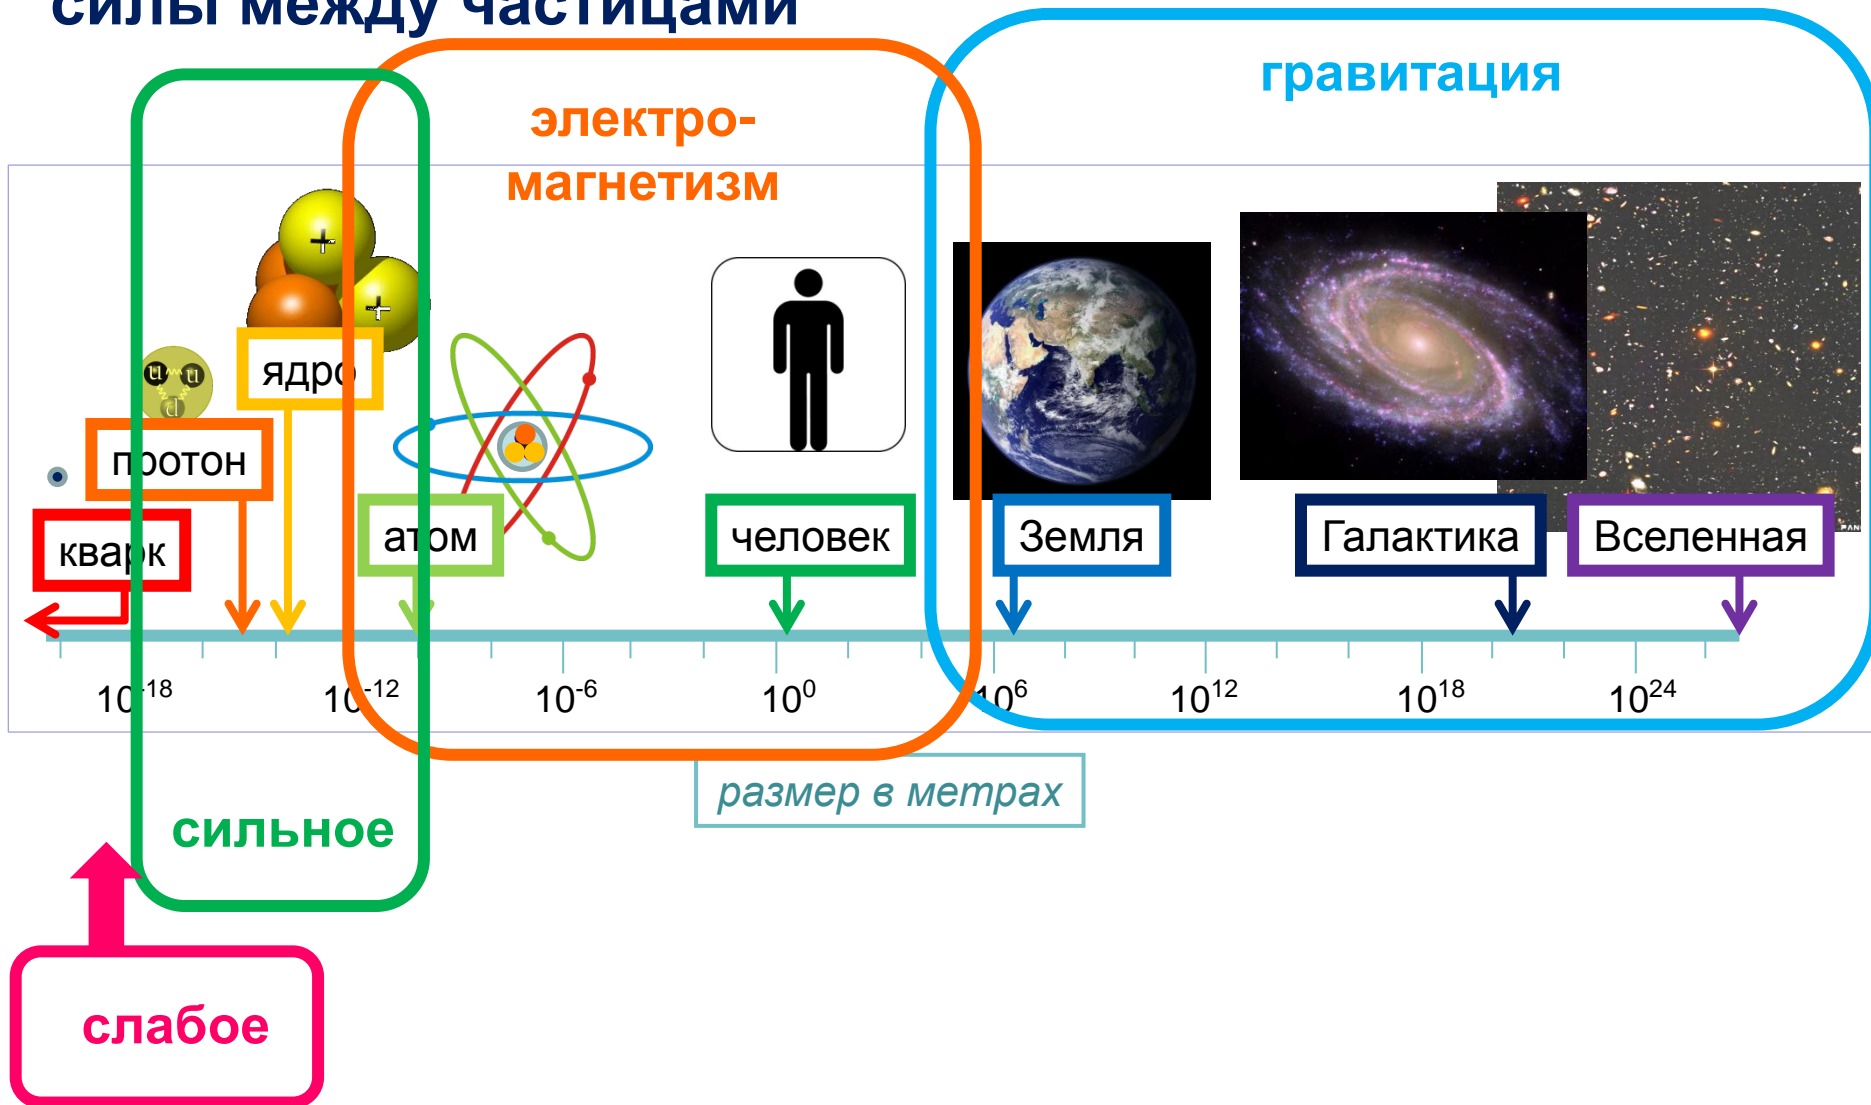 силы между частицами
гравитация
электро-
магнетизм
+
+
u u
d
ядро
протон
кварк
атом
человек
Земля
Галактика
Вселенная
10⁻¹⁸ 10⁻¹² 10⁻⁶ 10⁰ 10⁶ 10¹² 10¹⁸ 10²⁴
размер в метрах
сильное
слабое